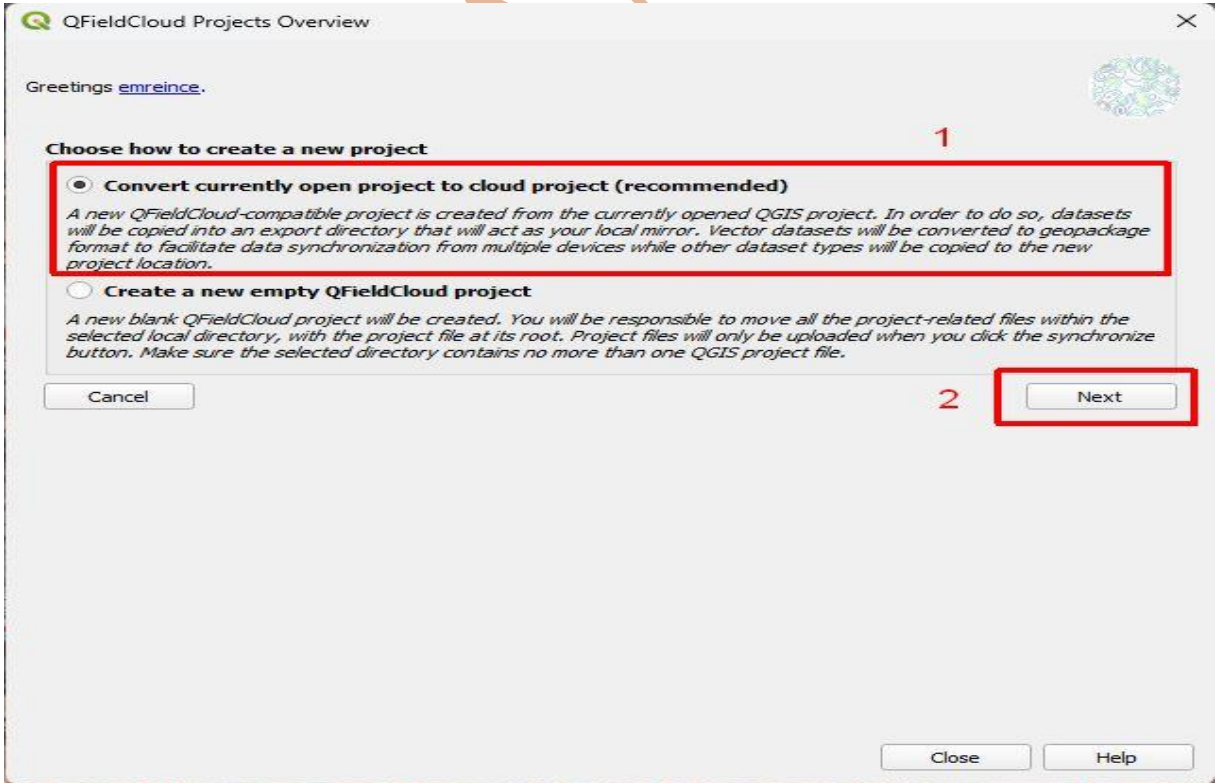 QFieldCloud Projects Overview
Greetings emreince.
1
Choose how to create a new project
Convert currently open project to cloud project (recommended)
A new QFieldCloud-compatible project is created from the currently opened QGIS project. In order to do so, datasets
will be copied into an export directory that will act as your local mirror. Vector datasets will be converted to geopackage
format to facilitate data synchronization from multiple devices while other dataset types will be copied to the new
project location.
Create a new empty QFieldCloud project
A new blank QFieldCloud project will be created. You will be responsible to move all the project-related files within the
selected local directory, with the project file at its root. Project files will only be uploaded when you click the synchronize
button. Make sure the selected directory contains no more than one QGIS project file.
Cancel 2 Next
Close Help